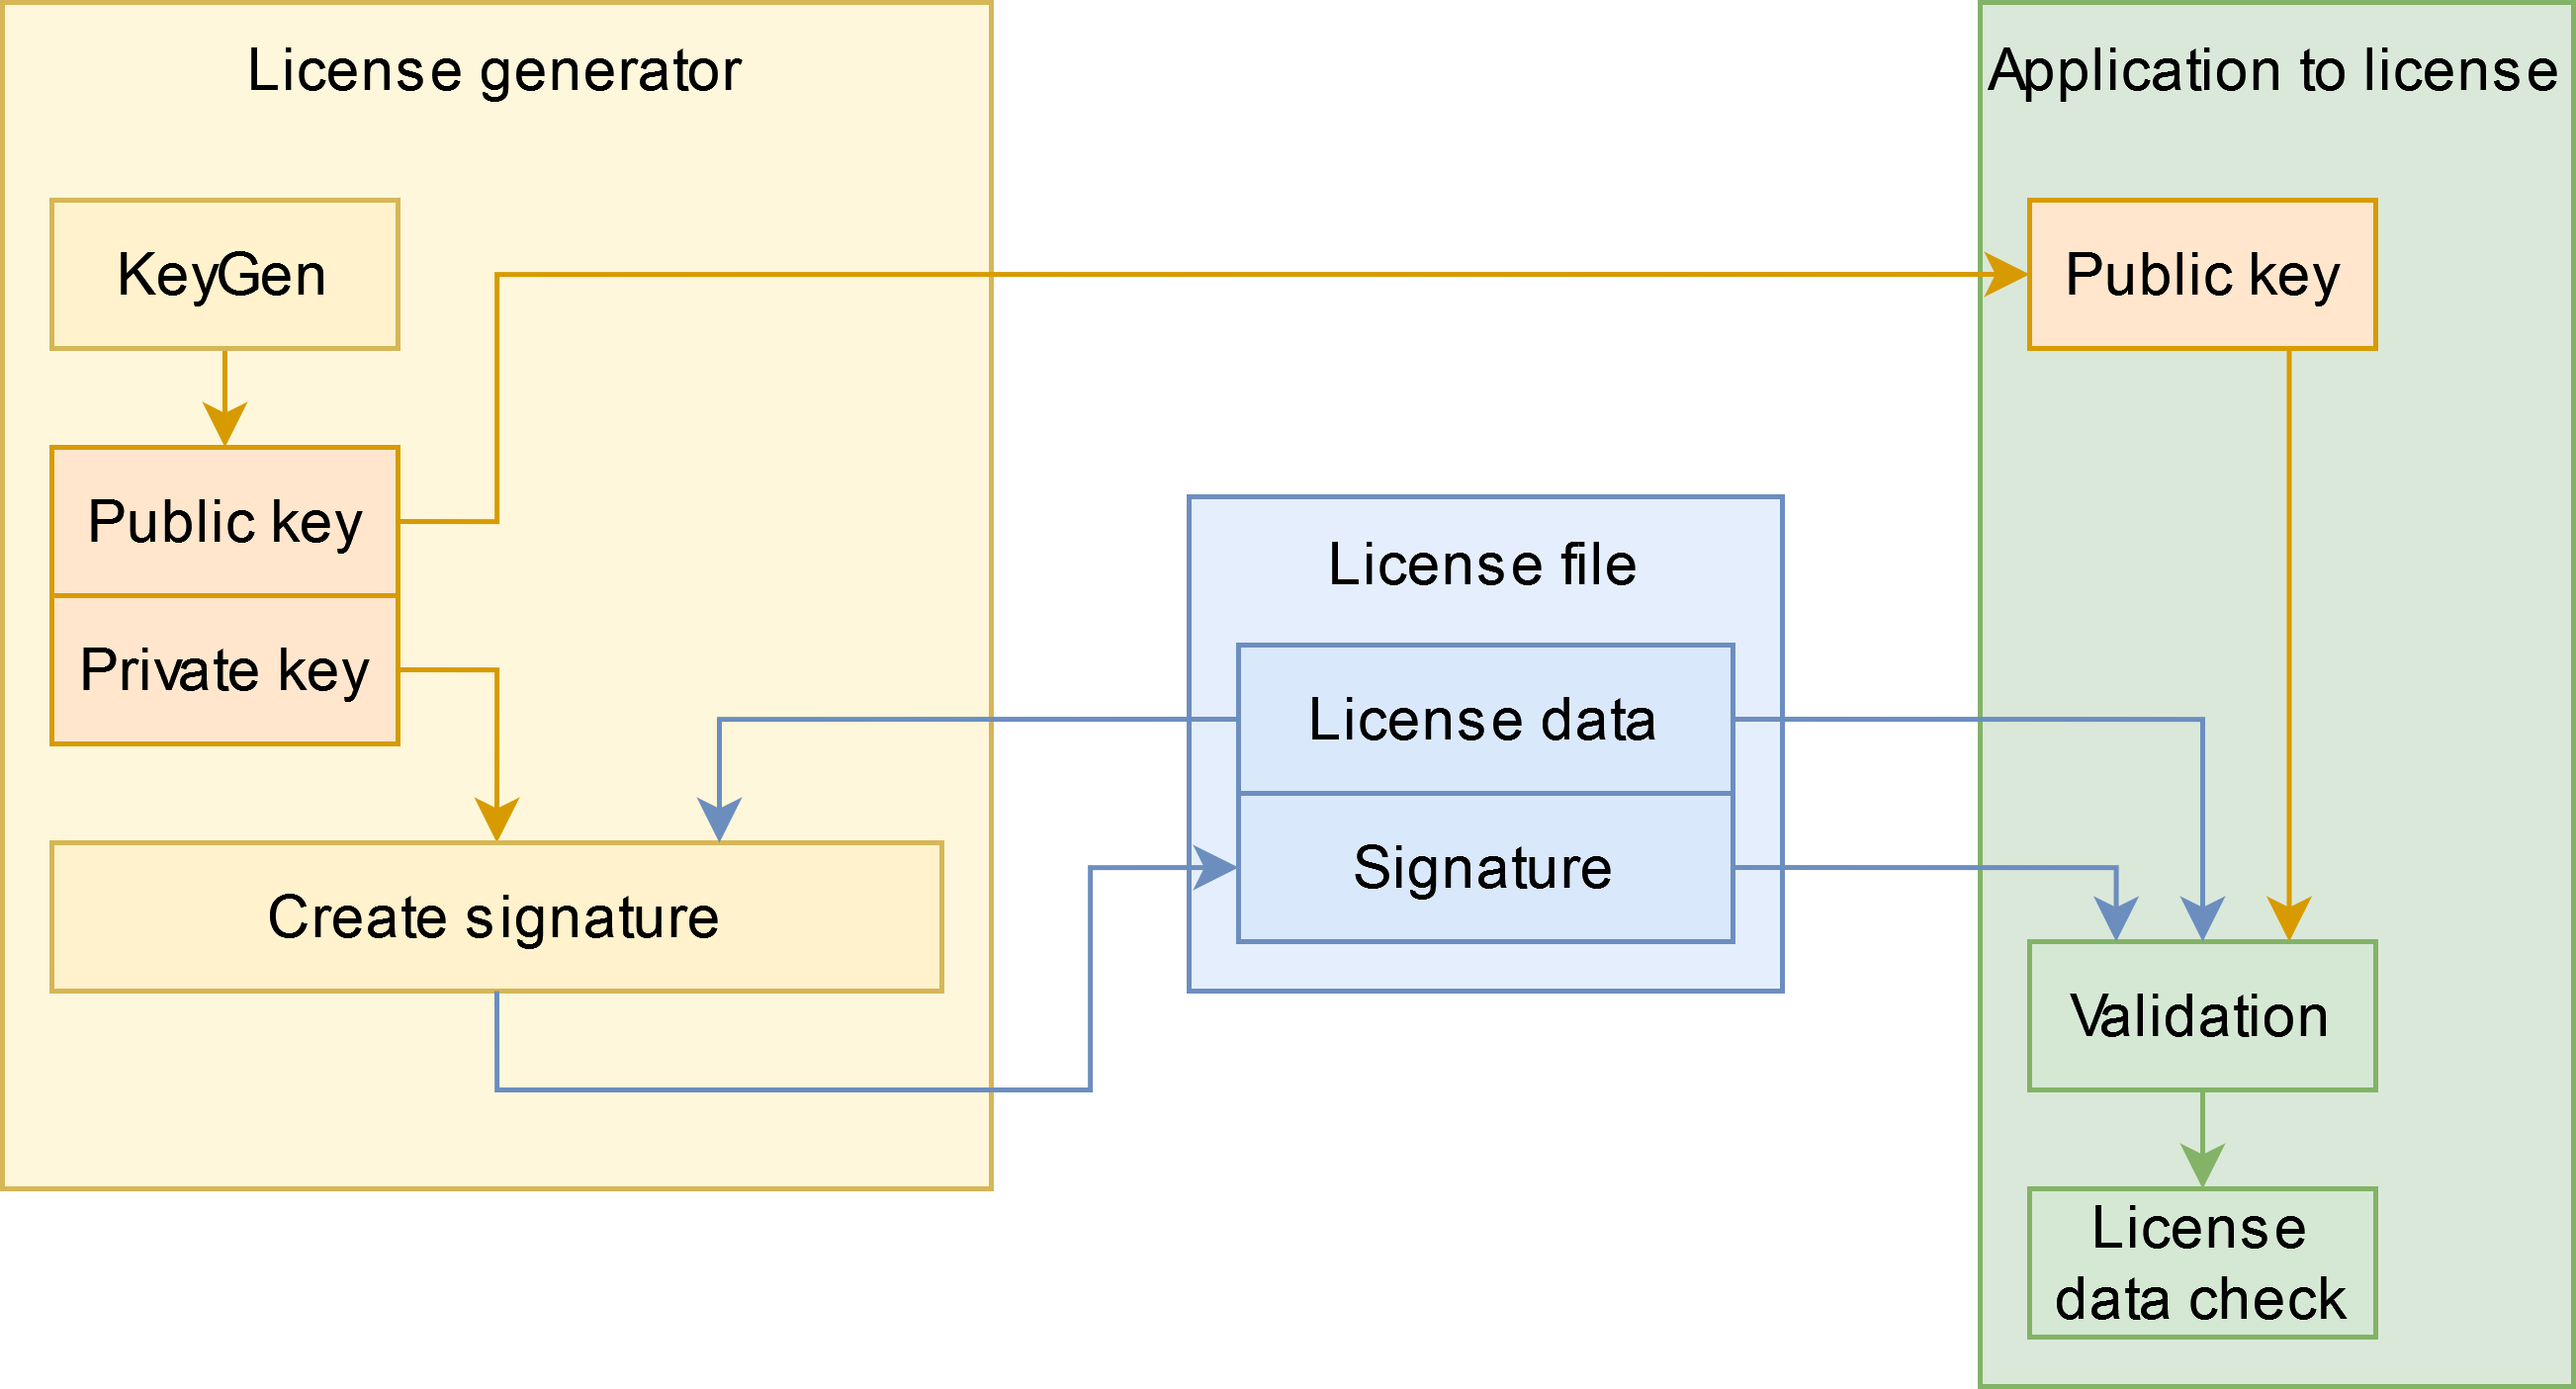 License generator
KeyGen
Public key
Private key
Create signature
License file
License data
Signature
Application to license
Public key
Validation
License
data check